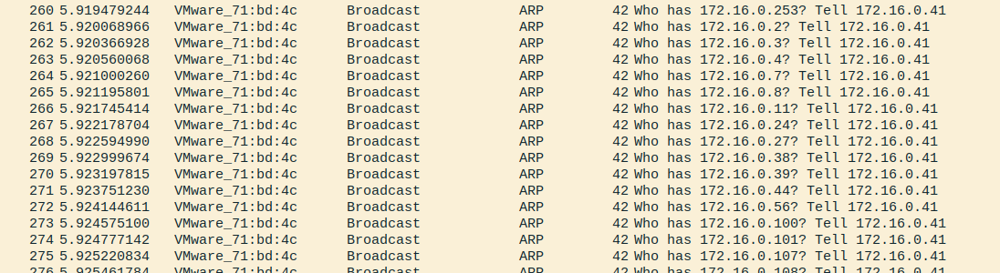 260 5.919479244 VMware_71:bd:4c Broadcast ARP 42 Who has 172.16.0.253? Tell 172.16.0.41
261 5.920068966 VMware_71:bd:4c Broadcast ARP 42 Who has 172.16.0.2? Tell 172.16.0.41
262 5.920366928 VMware_71:bd:4c Broadcast ARP 42 Who has 172.16.0.3? Tell 172.16.0.41
263 5.920560068 VMware_71:bd:4c Broadcast ARP 42 Who has 172.16.0.4? Tell 172.16.0.41
264 5.921000260 VMware_71:bd:4c Broadcast ARP 42 Who has 172.16.0.7? Tell 172.16.0.41
265 5.921195801 VMware_71:bd:4c Broadcast ARP 42 Who has 172.16.0.8? Tell 172.16.0.41
266 5.921745414 VMware_71:bd:4c Broadcast ARP 42 Who has 172.16.0.11? Tell 172.16.0.41
267 5.922178704 VMware_71:bd:4c Broadcast ARP 42 Who has 172.16.0.24? Tell 172.16.0.41
268 5.922594990 VMware_71:bd:4c Broadcast ARP 42 Who has 172.16.0.27? Tell 172.16.0.41
269 5.922999674 VMware_71:bd:4c Broadcast ARP 42 Who has 172.16.0.38? Tell 172.16.0.41
270 5.923197815 VMware_71:bd:4c Broadcast ARP 42 Who has 172.16.0.39? Tell 172.16.0.41
271 5.923751230 VMware_71:bd:4c Broadcast ARP 42 Who has 172.16.0.44? Tell 172.16.0.41
272 5.924144611 VMware_71:bd:4c Broadcast ARP 42 Who has 172.16.0.56? Tell 172.16.0.41
273 5.924575100 VMware_71:bd:4c Broadcast ARP 42 Who has 172.16.0.100? Tell 172.16.0.41
274 5.924777142 VMware_71:bd:4c Broadcast ARP 42 Who has 172.16.0.101? Tell 172.16.0.41
275 5.925220834 VMware_71:bd:4c Broadcast ARP 42 Who has 172.16.0.107? Tell 172.16.0.41
276 5.925461784 VMware_71:bd:4c Broadcast ARP 42 Who has 172.16.0.108? Tell 172.16.0.41